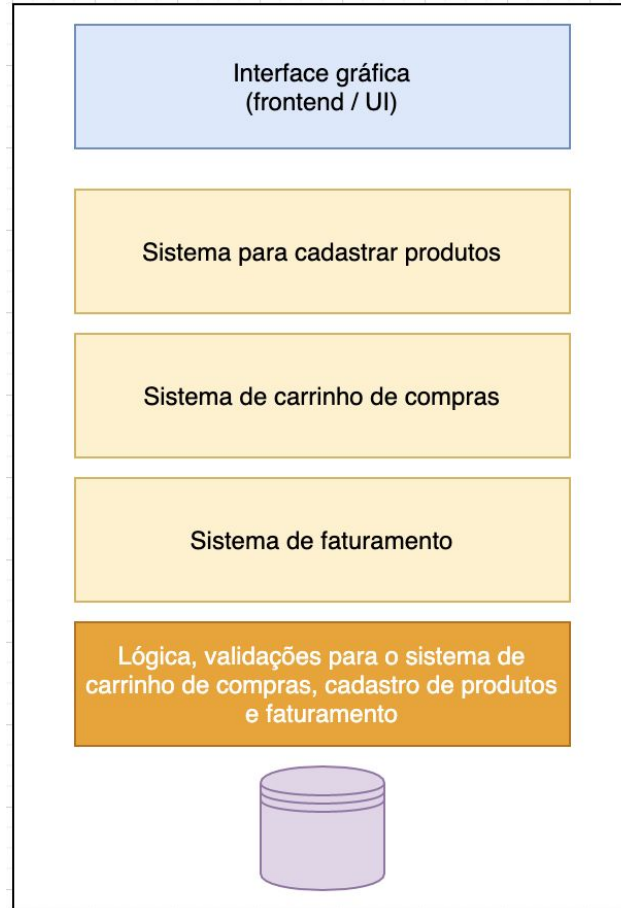 Interface gráfica
(frontend / UI)
Sistema para cadastrar produtos
Sistema de carrinho de compras
Sistema de faturamento
Lógica, validações para o sistema de
carrinho de compras, cadastro de produtos
e faturamento